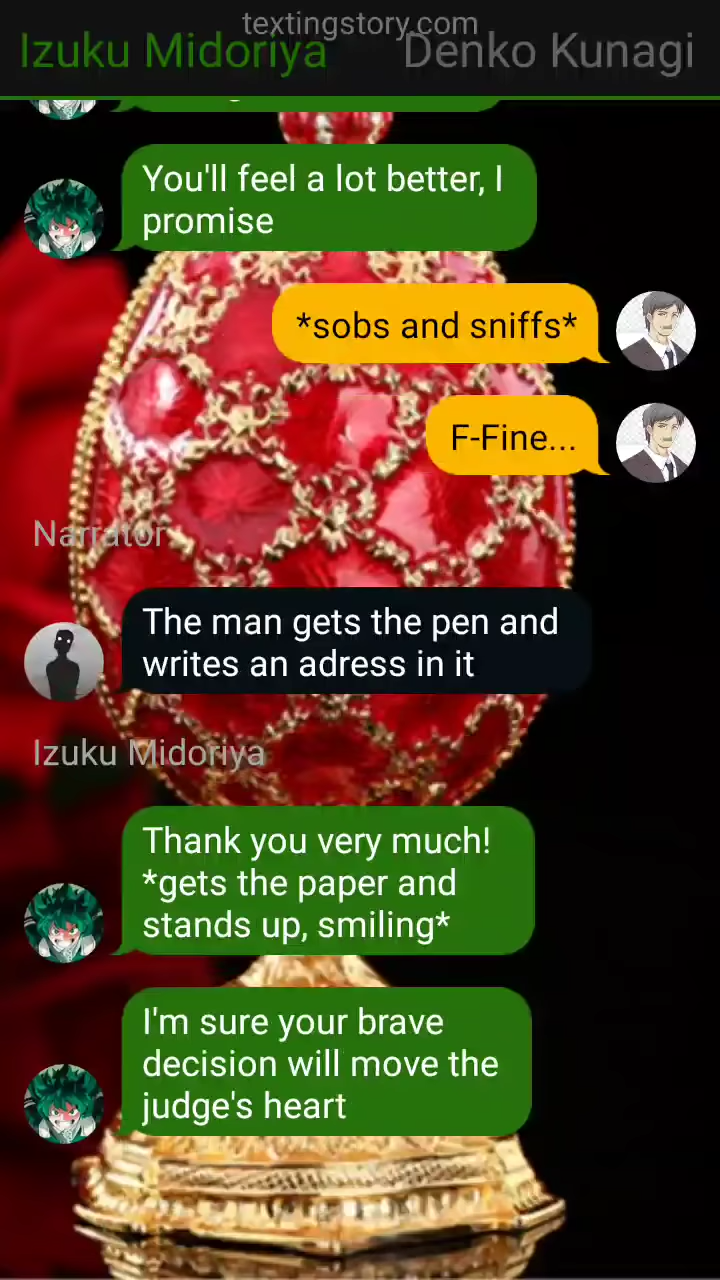 textingstory.com
Izuku Midoriya
Denko Kunagi
You'll feel a lot better, I
promise
*sobs and sniffs*
F-Fine...
Narrator
The man gets the pen and
writes an adress in it
Izuku Midoriya
Thank you very much!
*gets the paper and
stands up, smiling*
I'm sure your brave
decision will move the
judge's heart